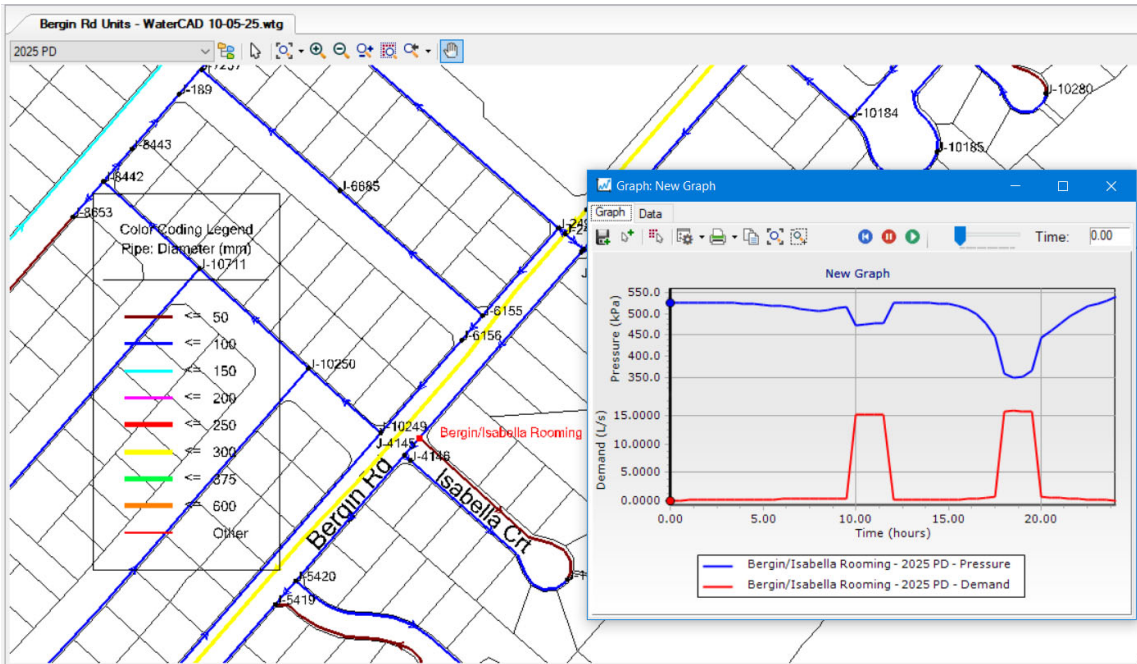 Bergin Rd Units - WaterCAD 10-05-25.wtg
2025 PD
J-189
J-8443
J-8442
J-8653
J-6685
J-10184
J-10185
J-10280
Color Coding Legend
Pipe: Diameter (mm)
J-10711
<= 50
<= 100
<= 150
<= 200
<= 250
<= 300
<= 375
<= 600
Other
J-6155
J-6156
J-10250
J-10249
J-4145
J-4146
Bergin/Isabella Rooming
Bergin Rd
Isabella Crt
J-5420
J-5419
Graph: New Graph
Graph
Data
Time:
0.00
New Graph
Pressure (kPa)
550.0
500.0
450.0
400.0
350.0
Demand (L/s)
15.0000
10.0000
5.0000
0.0000
0.00 5.00 10.00 15.00 20.00
Time (hours)
Bergin/Isabella Rooming - 2025 PD - Pressure
Bergin/Isabella Rooming - 2025 PD - Demand